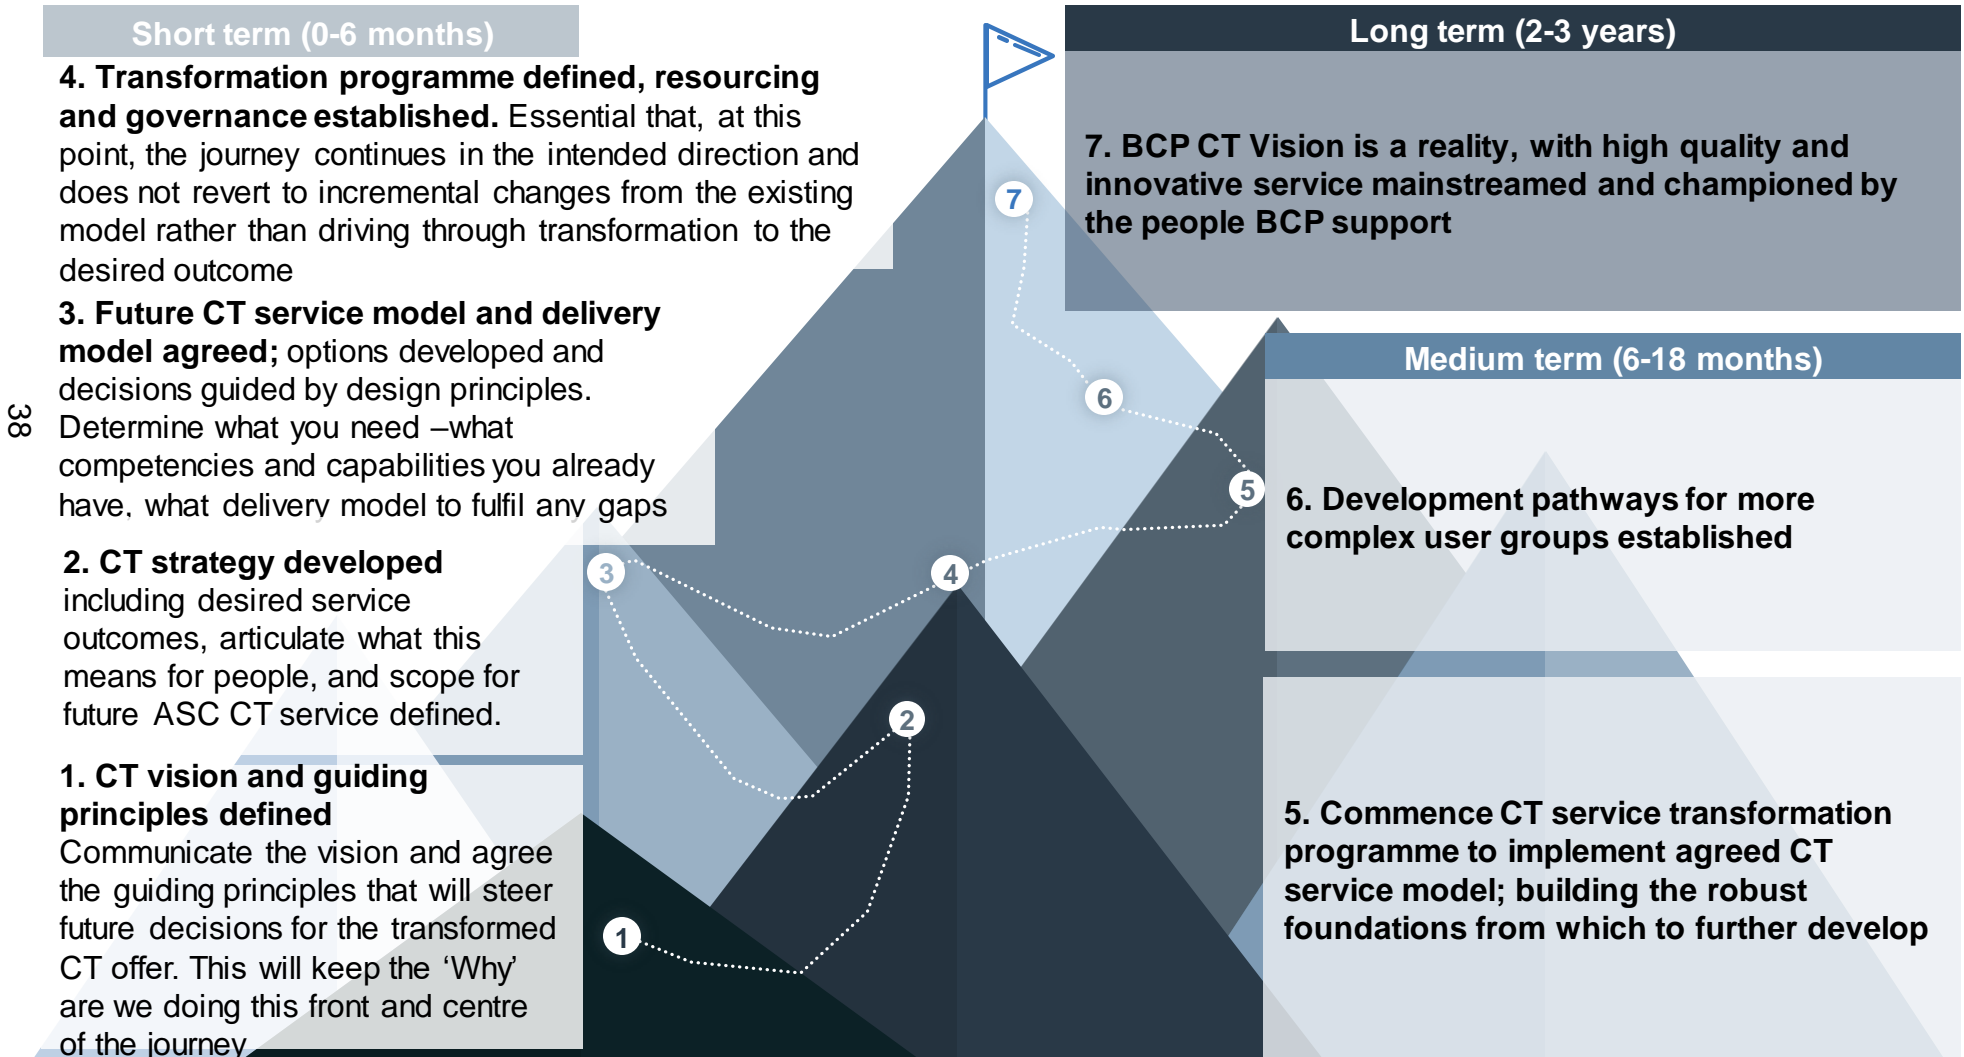 Short term (0-6 months)
4. Transformation programme defined, resourcing
and governance established. Essential that, at this
point, the journey continues in the intended direction and
does not revert to incremental changes from the existing
model rather than driving through transformation to the
desired outcome
3. Future CT service model and delivery
model agreed; options developed and
decisions guided by design principles.
Determine what you need –what
competencies and capabilities you already
have, what delivery model to fulfil any gaps
2. CT strategy developed
including desired service
outcomes, articulate what this
means for people, and scope for
future ASC CT service defined.
1. CT vision and guiding
principles defined
Communicate the vision and agree
the guiding principles that will steer
future decisions for the transformed
CT offer. This will keep the ‘Why’
are we doing this front and centre
of the journey
38
Long term (2-3 years)
7. BCP CT Vision is a reality, with high quality and
innovative service mainstreamed and championed by
the people BCP support
Medium term (6-18 months)
6. Development pathways for more
complex user groups established
5. Commence CT service transformation
programme to implement agreed CT
service model; building the robust
foundations from which to further develop
7
6
5
4
3
2
1